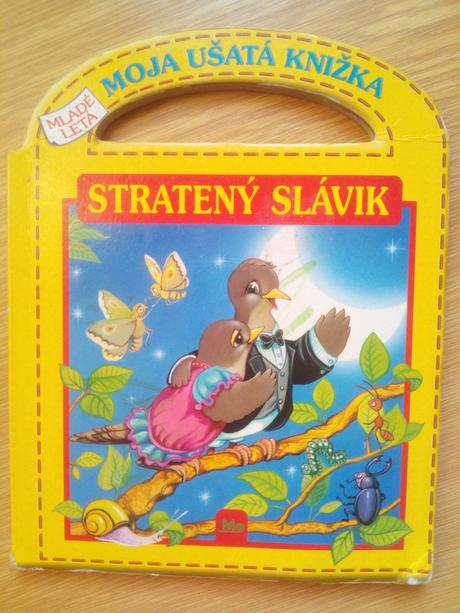 MOJA UŠATÁ KNIŽKA
MLADÉ
LETÁ
STRATENÝ SLÁVIK